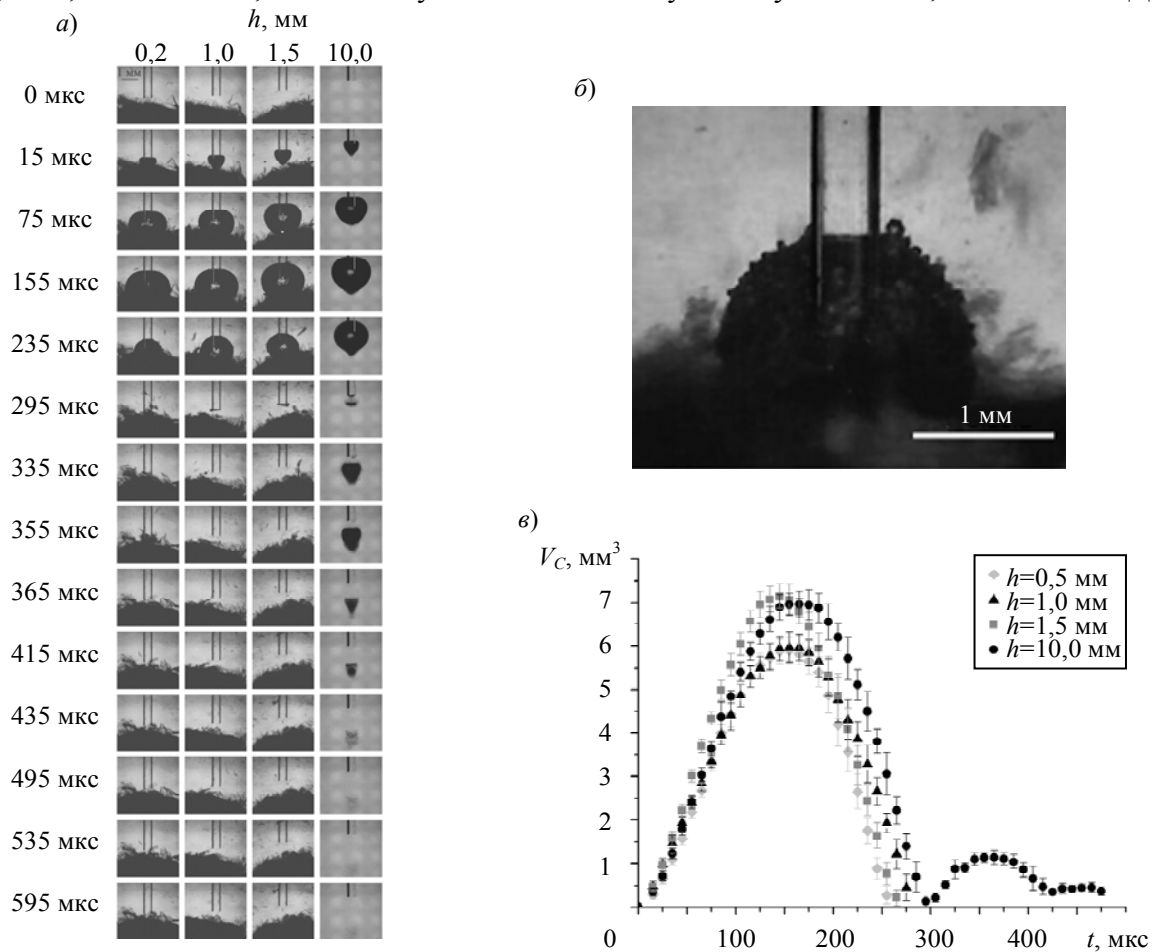 а)
h, мм
0,2 1,0 1,5 10,0
1 мм
0 мкс
15 мкс
75 мкс
155 мкс
235 мкс
295 мкс
335 мкс
355 мкс
365 мкс
415 мкс
435 мкс
495 мкс
535 мкс
595 мкс
б)
1 мм
в)
V_C, мм³
h=0,5 мм
h=1,0 мм
h=1,5 мм
h=10,0 мм
7
6
5
4
3
2
1
0 100 200 300 400 t, мкс